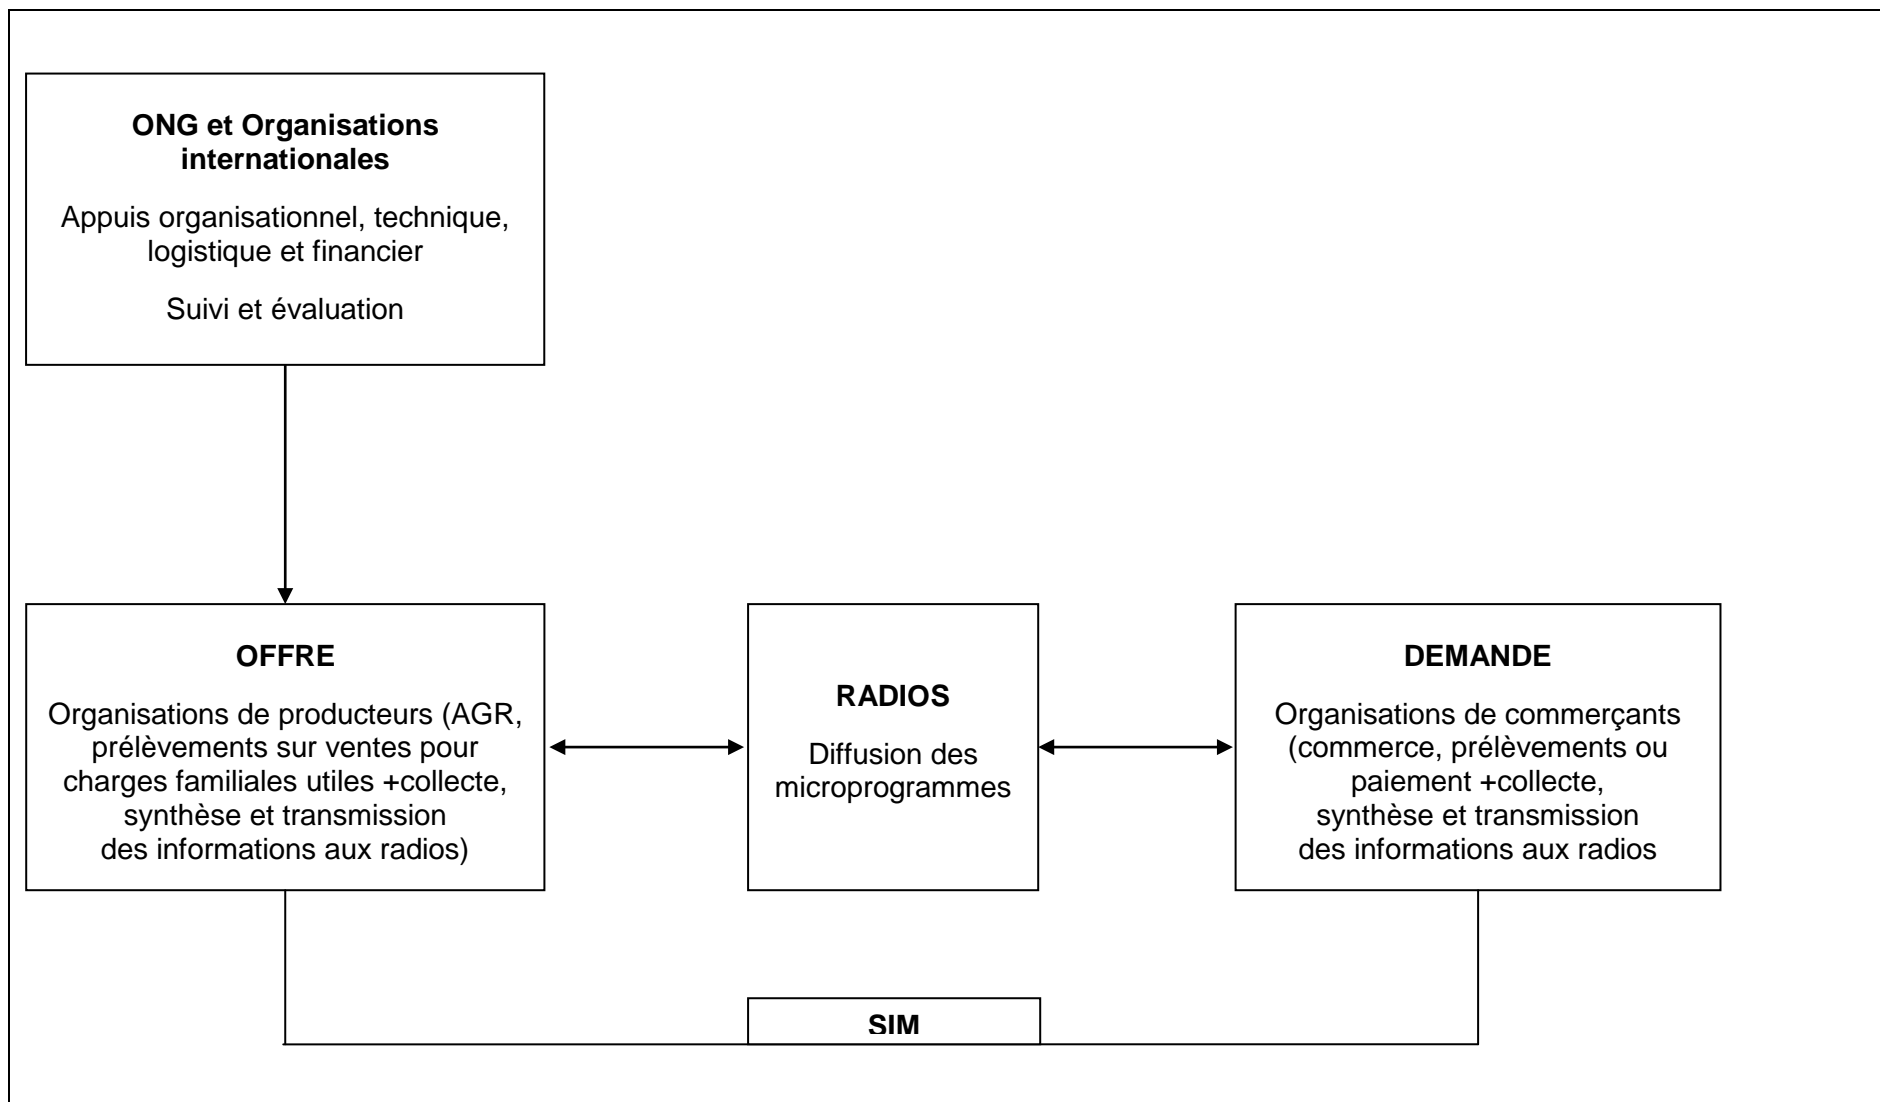 ONG et Organisations
internationales
Appuis organisationnel, technique,
logistique et financier
Suivi et évaluation
OFFRE
Organisations de producteurs (AGR,
prélèvements sur ventes pour
charges familiales utiles +collecte,
synthèse et transmission
des informations aux radios)
RADIOS
Diffusion des
microprogrammes
DEMANDE
Organisations de commerçants
(commerce, prélèvements ou
paiement +collecte,
synthèse et transmission
des informations aux radios
SIM